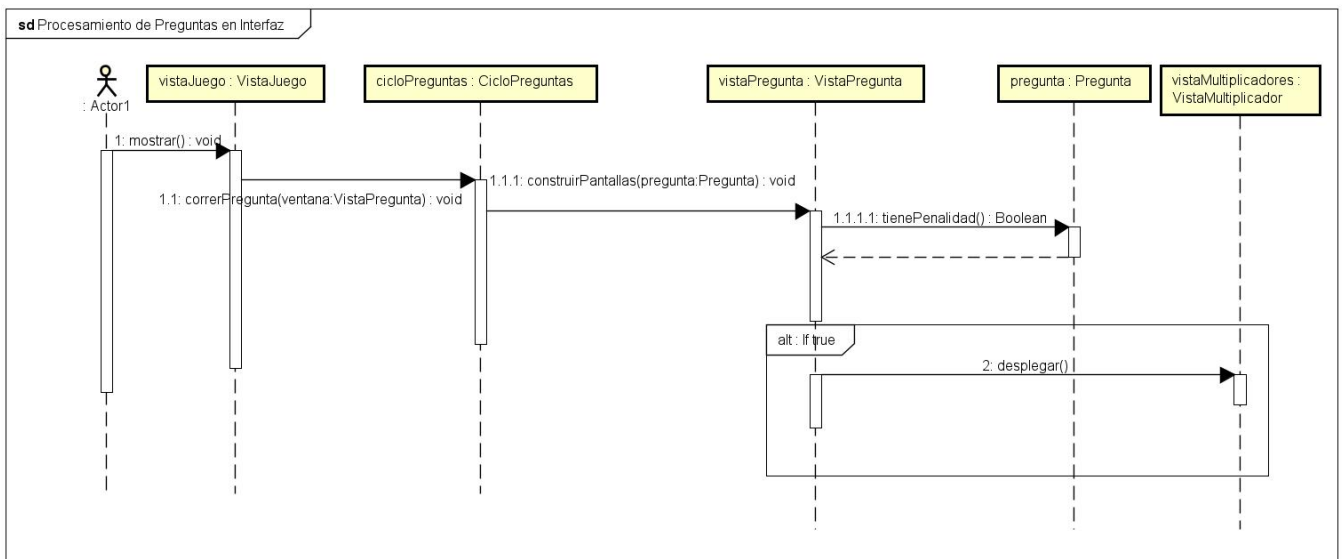 sd Procesamiento de Preguntas en Interfaz
: Actor1
vistaJuego : VistaJuego
cicloPreguntas : CicloPreguntas
vistaPregunta : VistaPregunta
pregunta : Pregunta
vistaMultiplicadores :
VistaMultiplicador
1: mostrar() : void
1.1: correrPregunta(ventana:VistaPregunta) : void
1.1.1: construirPantallas(pregunta:Pregunta) : void
1.1.1.1: tienePenalidad() : Boolean
alt : If true
2: desplegar()